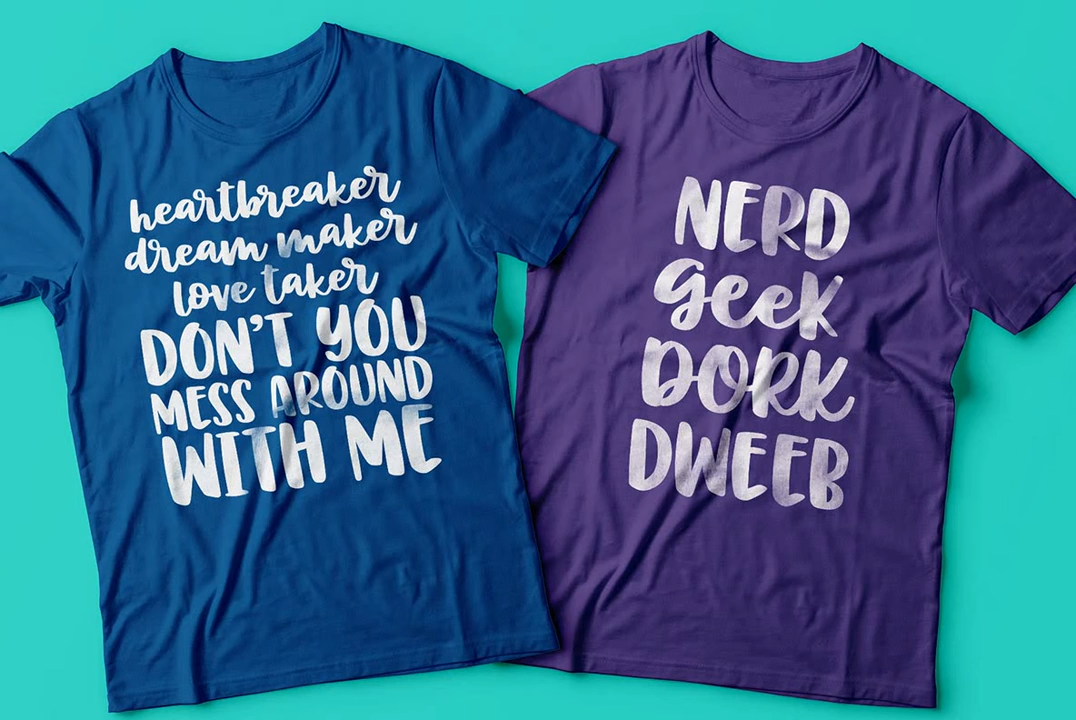 heartbreaker
dream maker
love taker
DON'T YOU
MESS AROUND
WITH ME
NERD
Geek
DORK
DWEEB